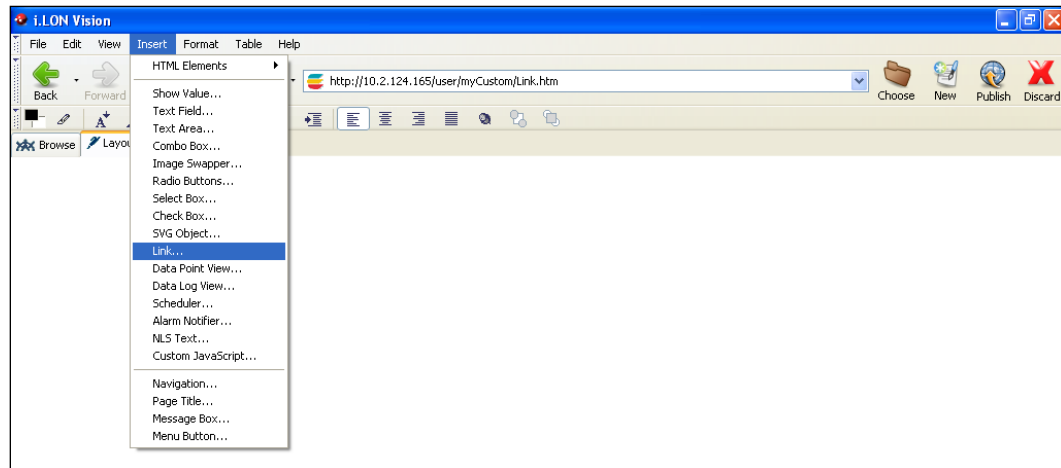 i.LON Vision
File Edit View Insert Format Table Help
Back Forward http://10.2.124.165/user/myCustom/Link.htm Choose New Publish Discard
Browse
HTML Elements
Show Value...
Text Field...
Text Area...
Combo Box...
Image Swapper...
Radio Buttons...
Select Box...
Check Box...
SVG Object...
Link...
Data Point View...
Data Log View...
Scheduler...
Alarm Notifier...
NLS Text...
Custom JavaScript...
Navigation...
Page Title...
Message Box...
Menu Button...